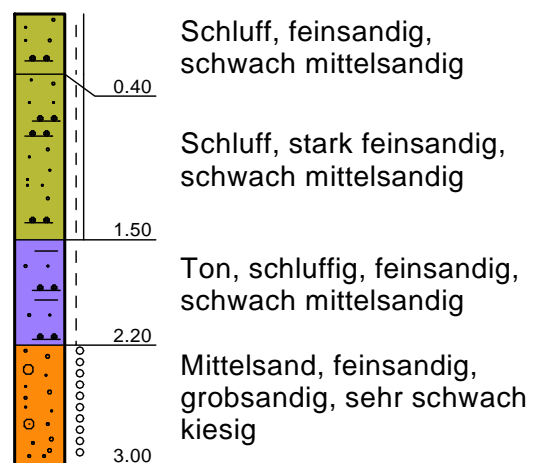 Schluff, feinsandig,
schwach mittelsandig
0.40
Schluff, stark feinsandig,
schwach mittelsandig
1.50
Ton, schluffig, feinsandig,
schwach mittelsandig
2.20
Mittelsand, feinsandig,
grobsandig, sehr schwach
kiesig
3.00